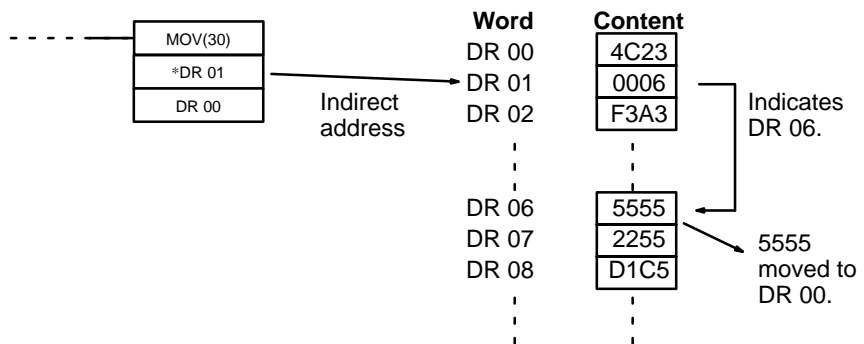 Word Content
MOV(30)
*DR 01
DR 00
Indirect
address
DR 00 4C23
DR 01 0006
DR 02 F3A3
Indicates
DR 06.
DR 06 5555
DR 07 2255
DR 08 D1C5
5555
moved to
DR 00.